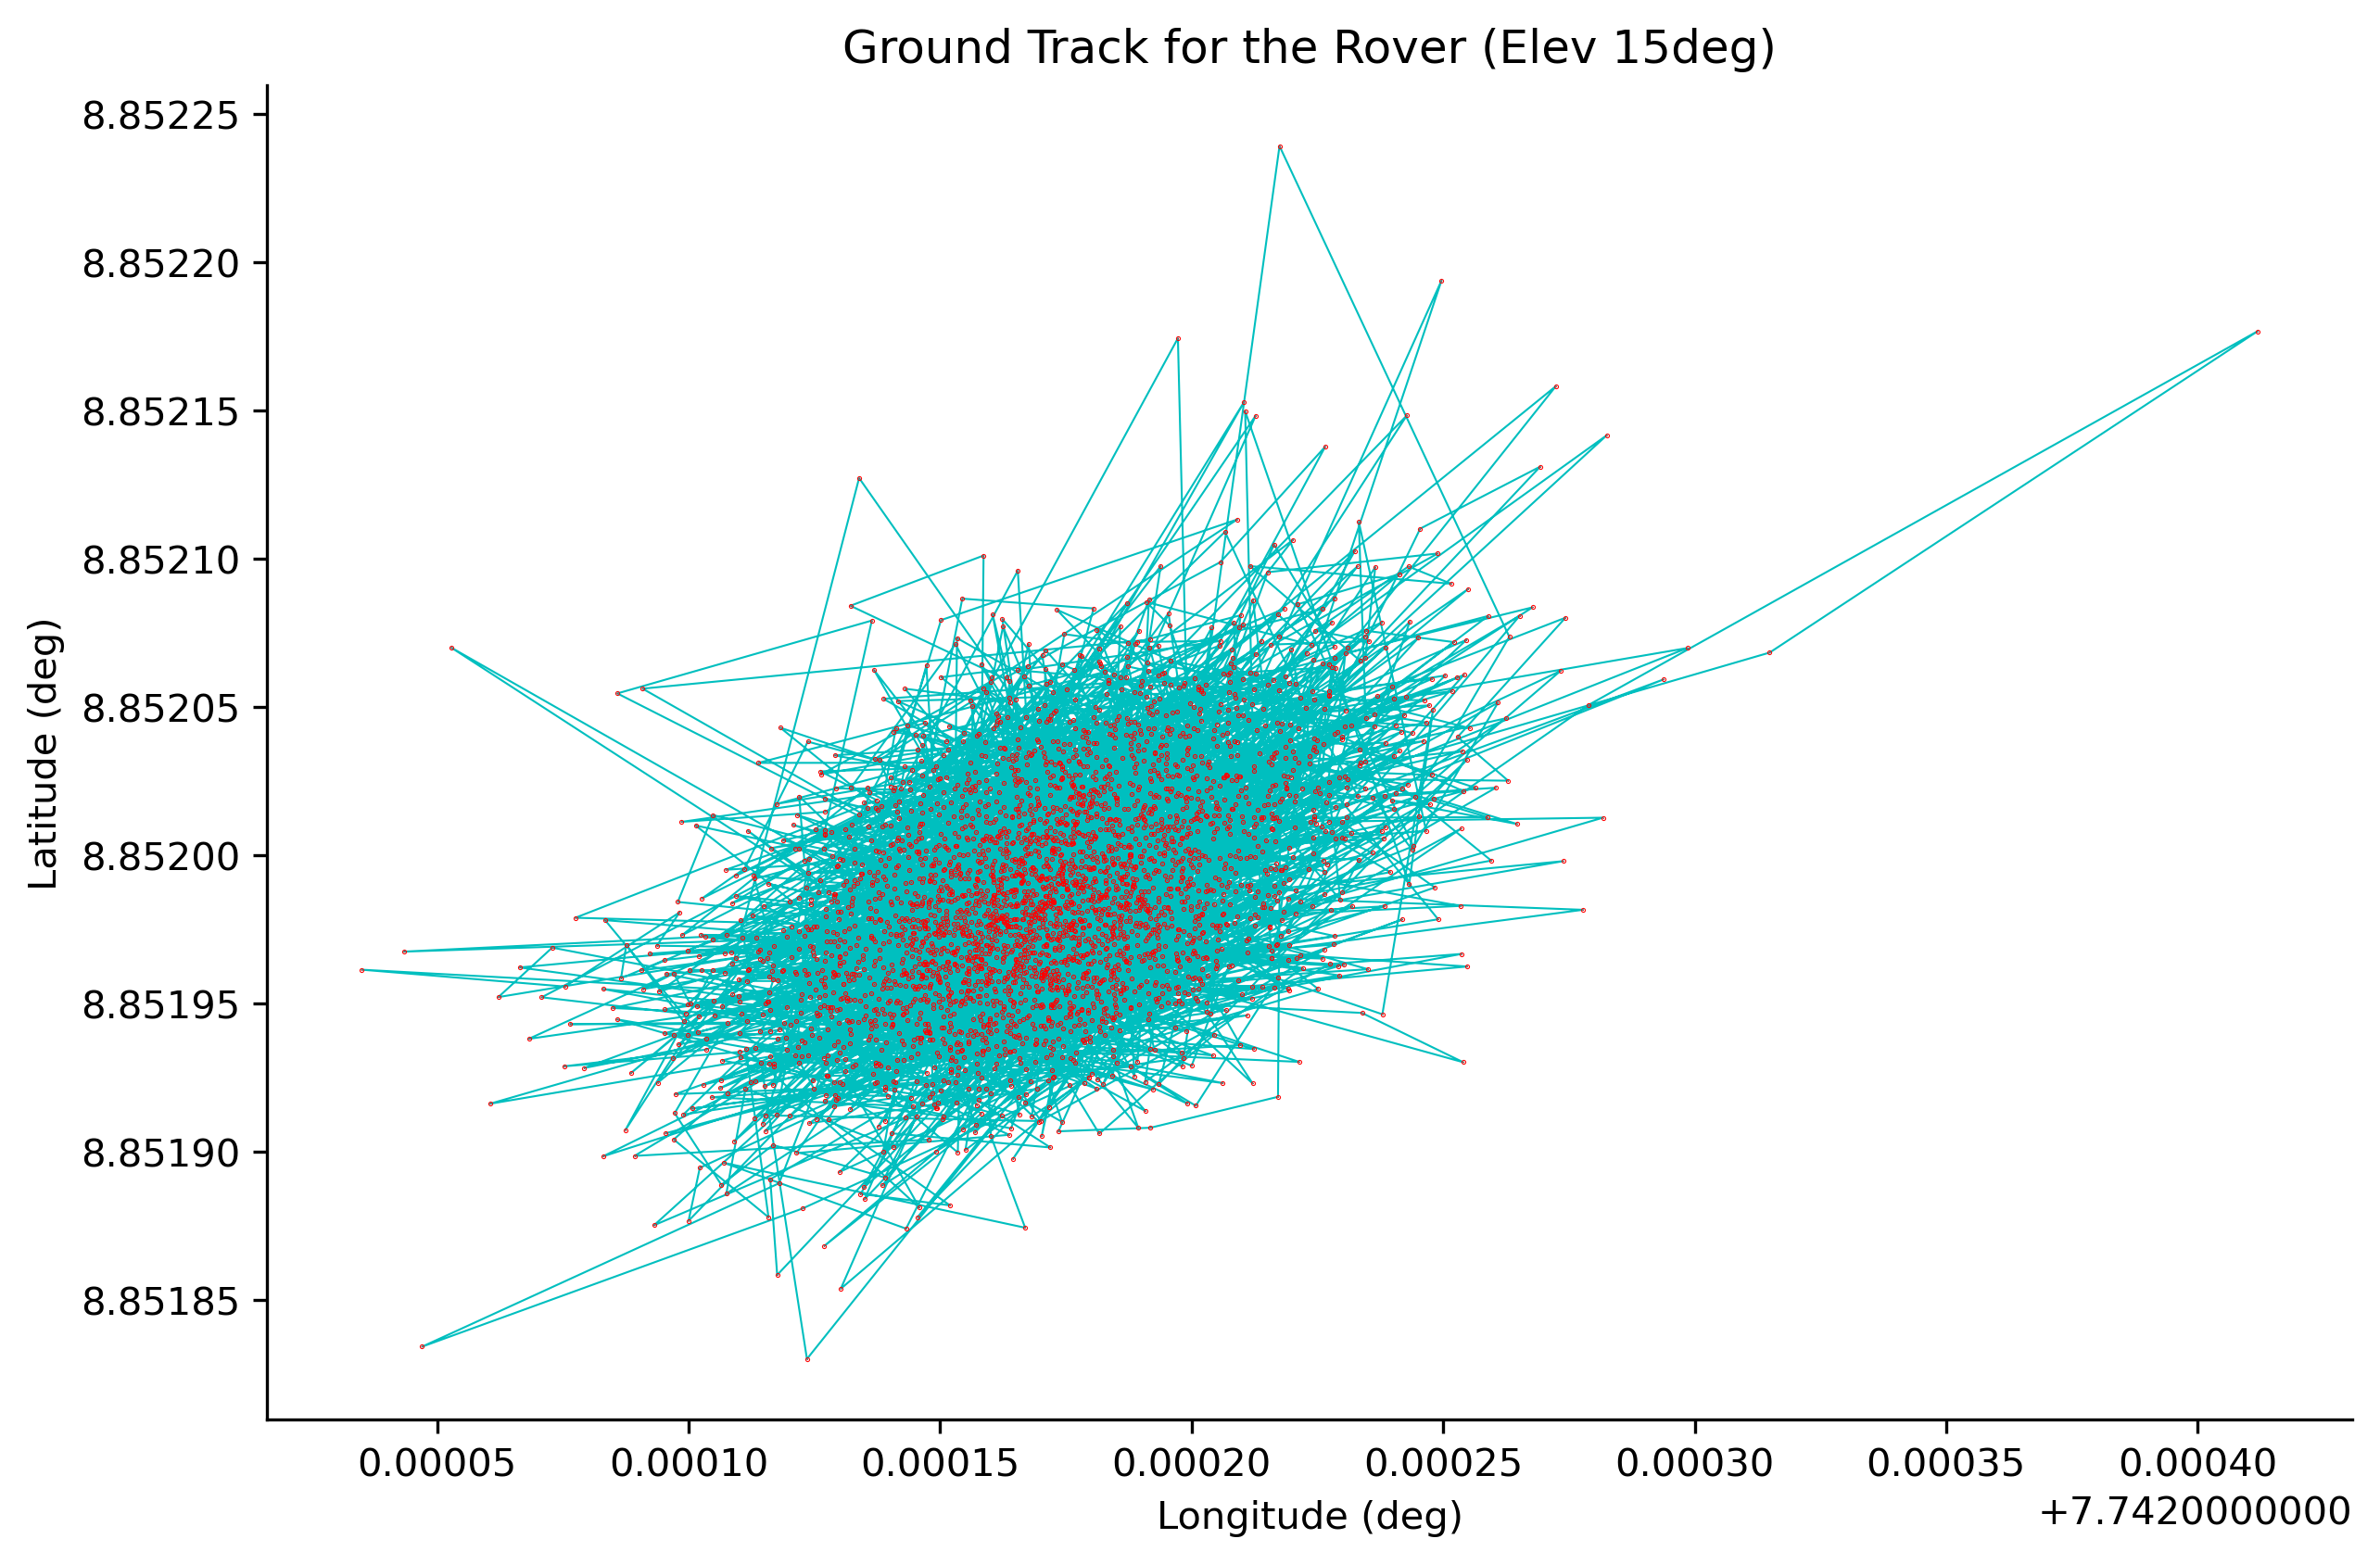 Ground Track for the Rover (Elev 15deg)
8.85225
8.85220
8.85215
8.85210
8.85205
8.85200
8.85195
8.85190
8.85185
Latitude (deg)
0.00005 0.00010 0.00015 0.00020 0.00025 0.00030 0.00035 0.00040
Longitude (deg)
+7.7420000000